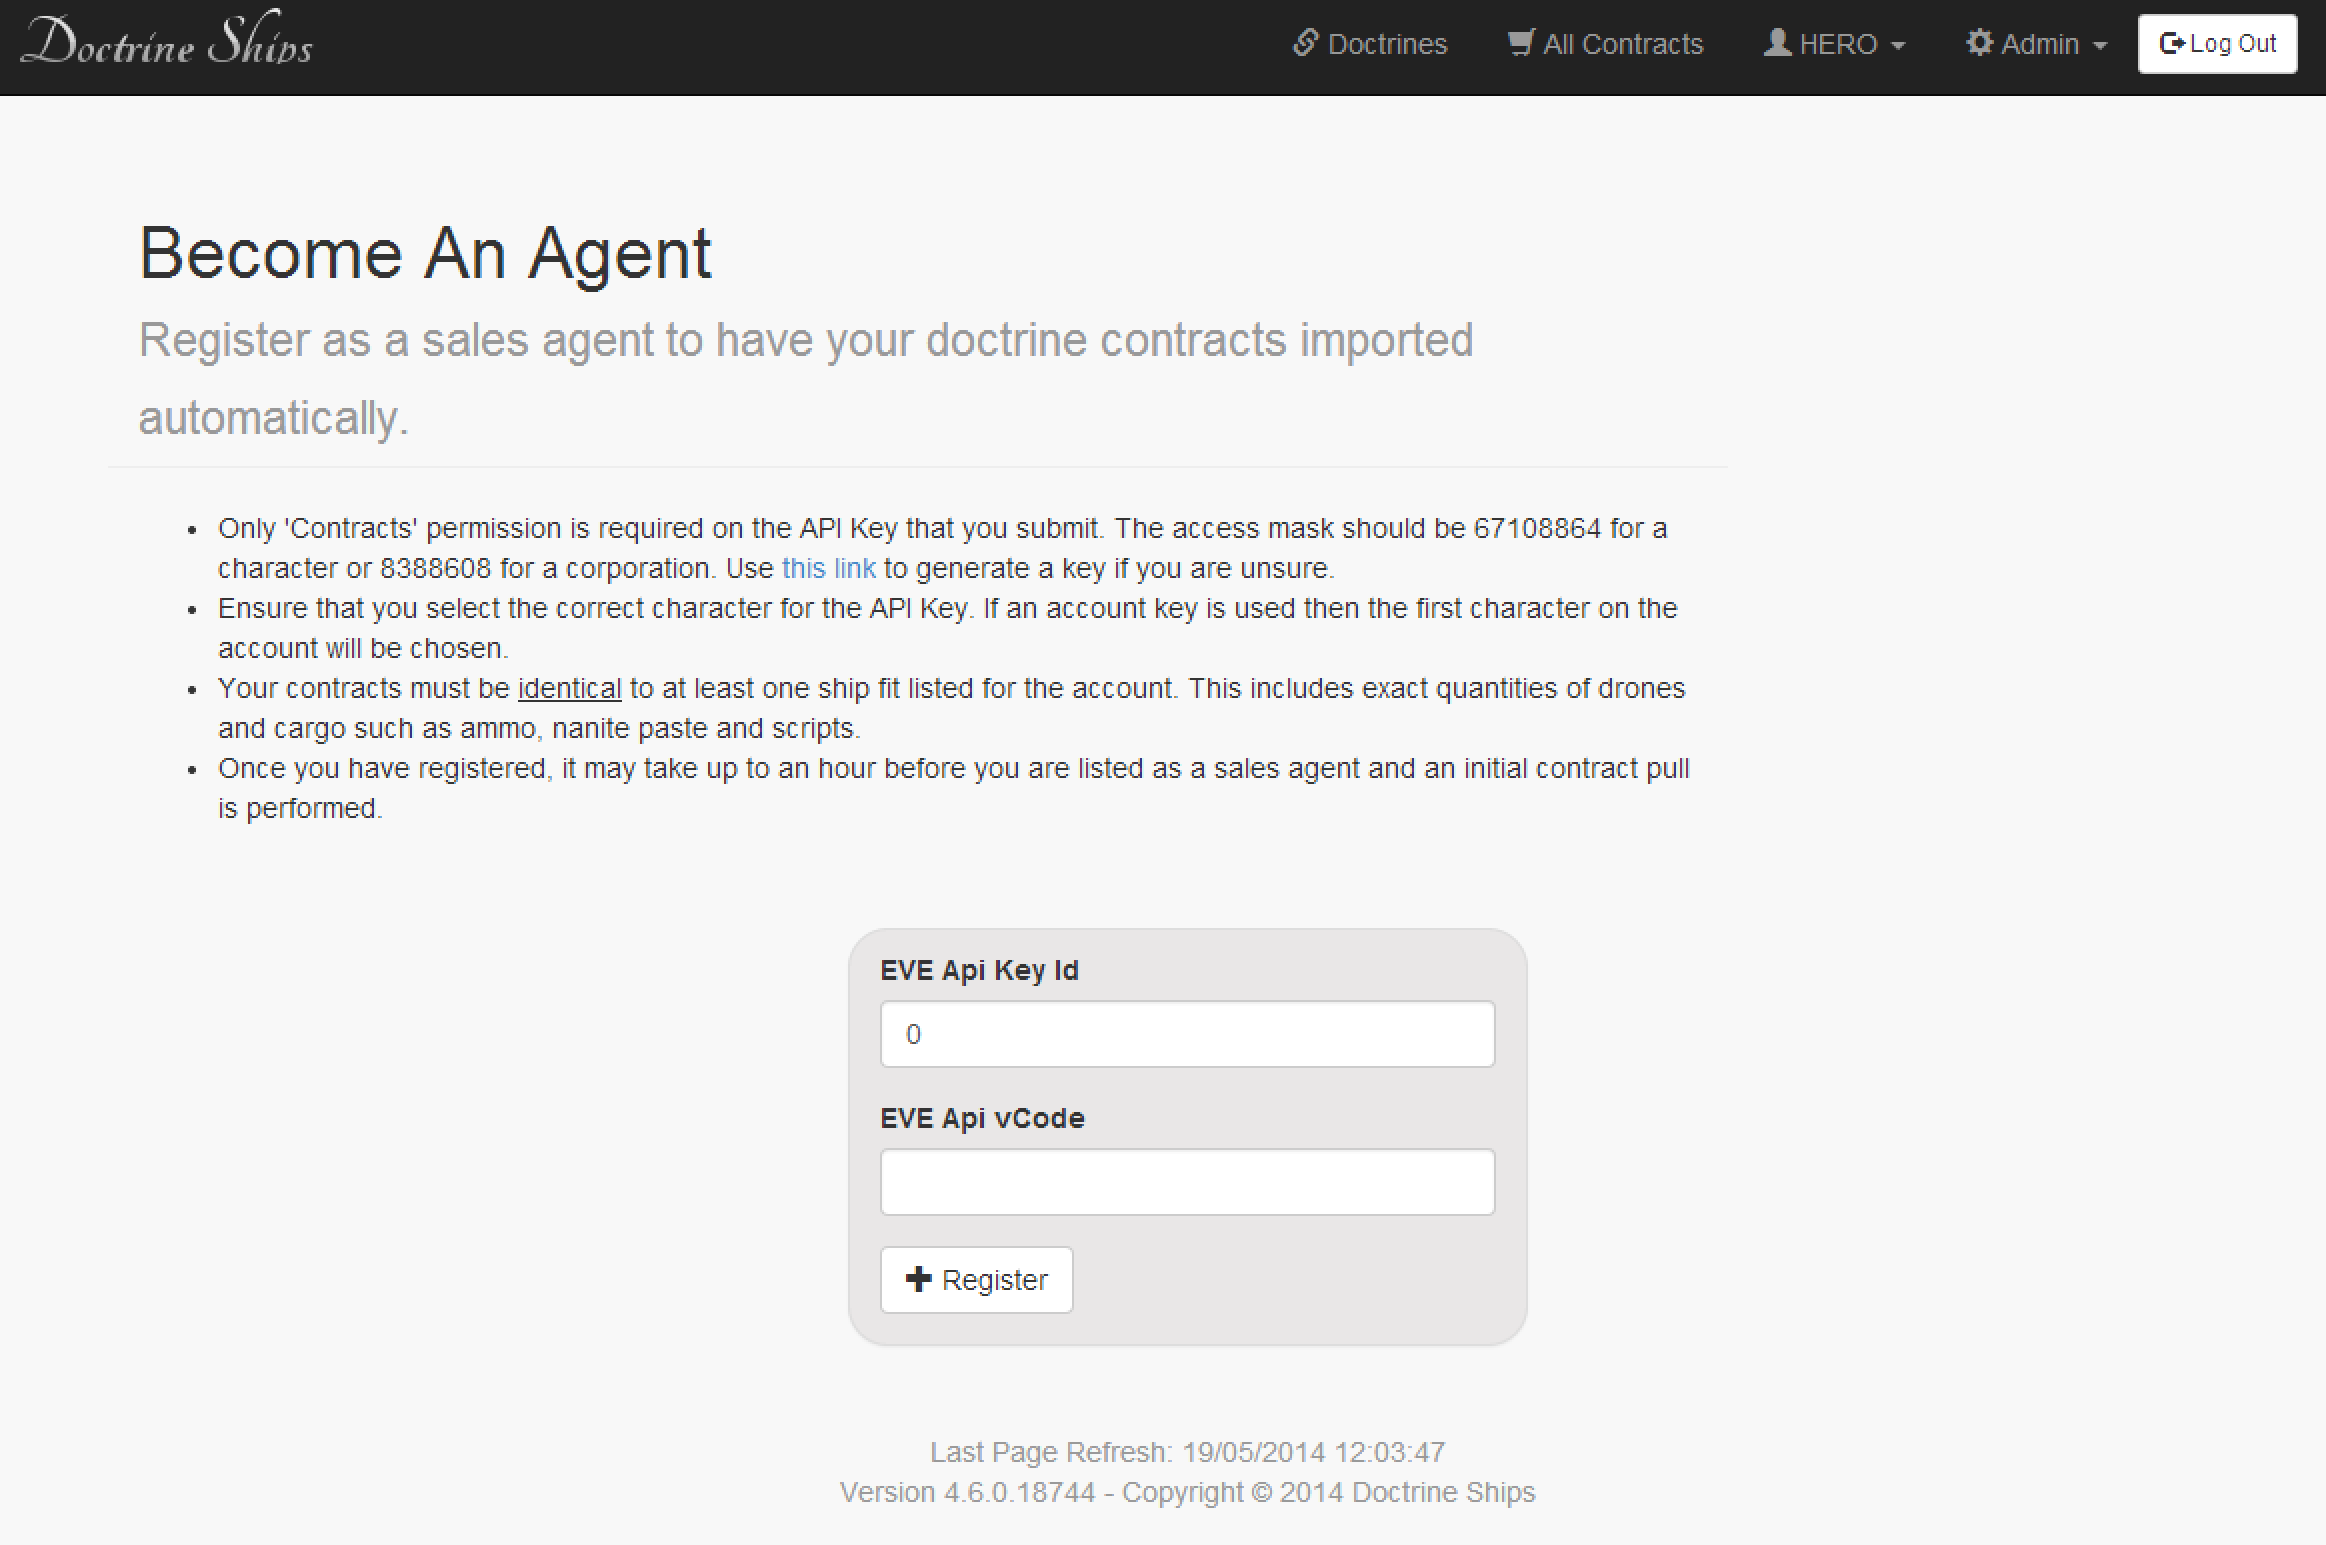 Doctrine Ships
Doctrines
All Contracts
HERO
Admin
Log Out
Become An Agent
Register as a sales agent to have your doctrine contracts imported
automatically.
Only 'Contracts' permission is required on the API Key that you submit. The access mask should be 67108864 for a
character or 8388608 for a corporation. Use this link to generate a key if you are unsure.
Ensure that you select the correct character for the API Key. If an account key is used then the first character on the
account will be chosen.
Your contracts must be identical to at least one ship fit listed for the account. This includes exact quantities of drones
and cargo such as ammo, nanite paste and scripts.
Once you have registered, it may take up to an hour before you are listed as a sales agent and an initial contract pull
is performed.
EVE Api Key Id
0
EVE Api vCode
Register
Last Page Refresh: 19/05/2014 12:03:47
Version 4.6.0.18744 - Copyright © 2014 Doctrine Ships